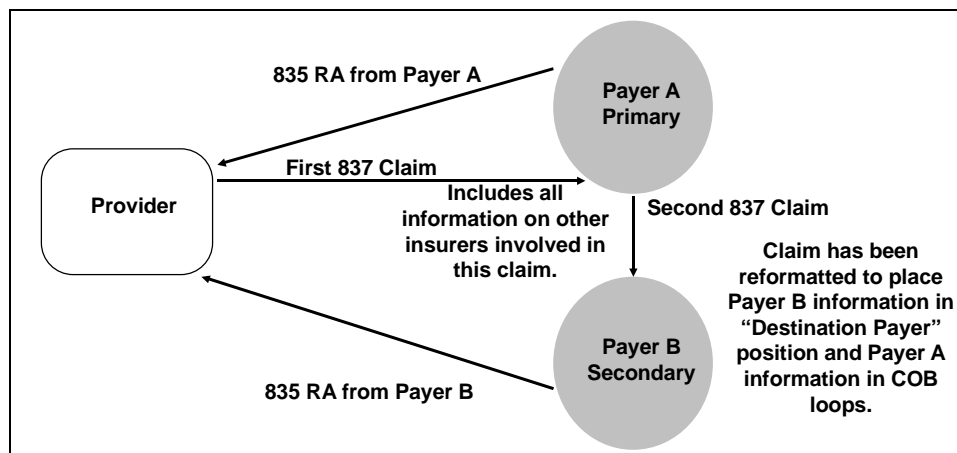 835 RA from Payer A
Payer A
Primary
First 837 Claim
Provider
Includes all
information on other
insurers involved in
this claim.
Second 837 Claim
Claim has been
reformatted to place
Payer B information in
“Destination Payer”
position and Payer A
information in COB
loops.
Payer B
Secondary
835 RA from Payer B